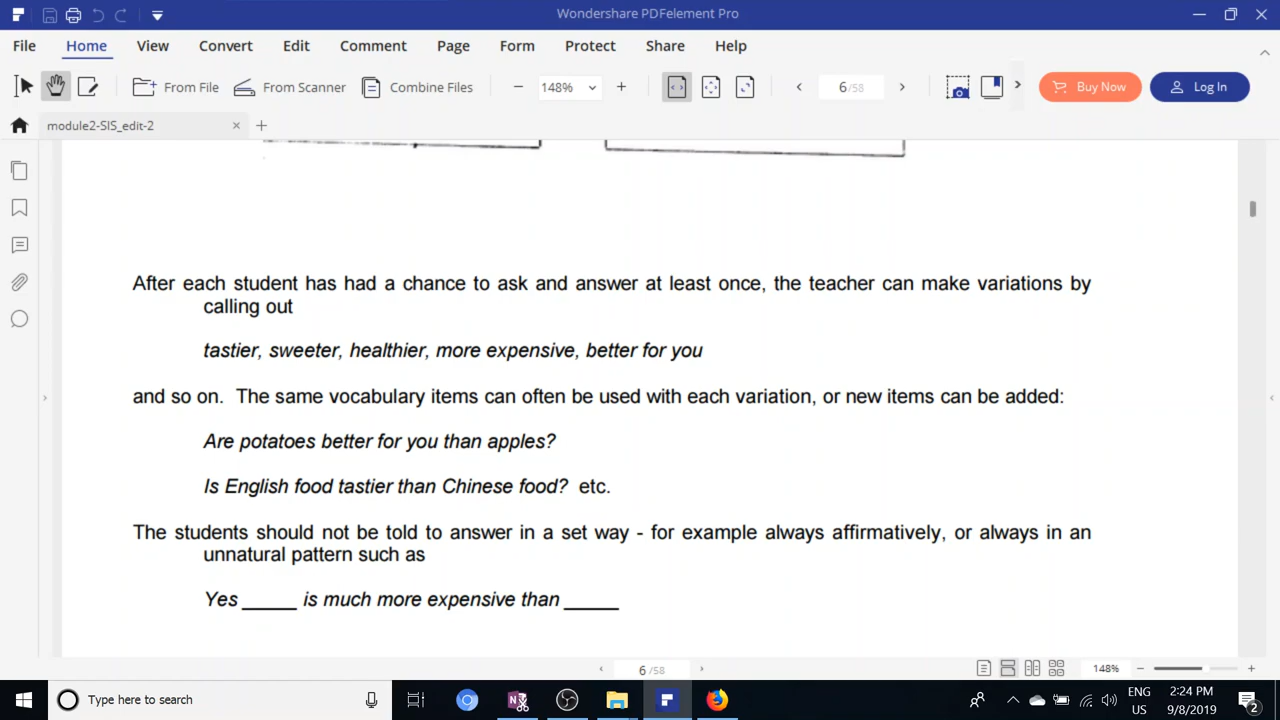 Wondershare PDFelement Pro
File Home View Convert Edit Comment Page Form Protect Share Help
From File From Scanner Combine Files 148% 6/58 Buy Now Log In
module2-SIS_edit-2
After each student has had a chance to ask and answer at least once, the teacher can make variations by
calling out
tastier, sweeter, healthier, more expensive, better for you
and so on. The same vocabulary items can often be used with each variation, or new items can be added:
Are potatoes better for you than apples?
Is English food tastier than Chinese food? etc.
The students should not be told to answer in a set way - for example always affirmatively, or always in an
unnatural pattern such as
Yes _____ is much more expensive than _____
6/58 148%
Type here to search
ENG
US
2:24 PM
9/8/2019
2